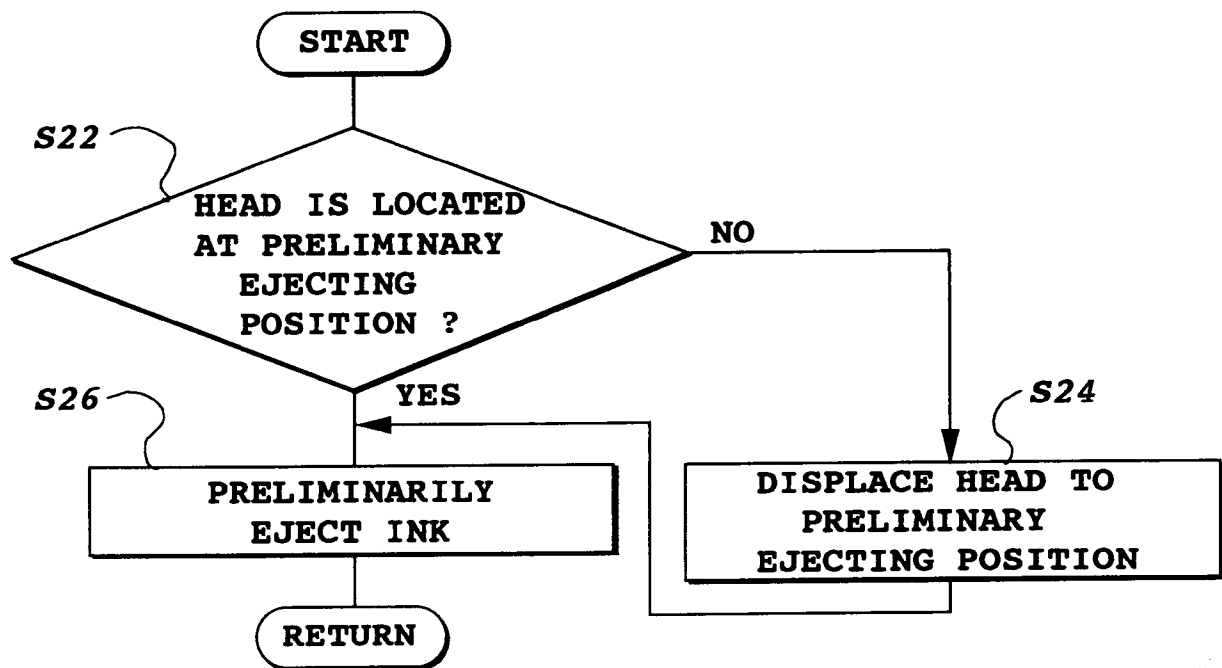 START
S22
HEAD IS LOCATED
AT PRELIMINARY
EJECTING
POSITION ?
NO
YES
S26
S24
PRELIMINARILY
EJECT INK
DISPLACE HEAD TO
PRELIMINARY
EJECTING POSITION
RETURN